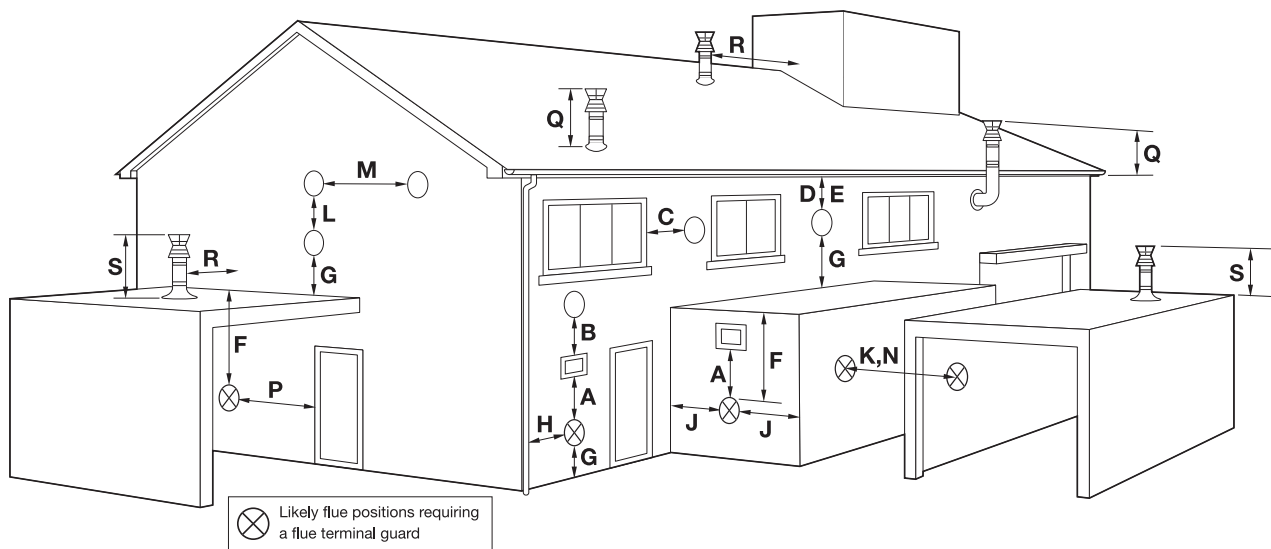 R
Q
Q
M
D E
C
L
G
G
S
R
S
B
F
F
K,N
A
P
A
J
J
H
G
Likely flue positions requiring
a flue terminal guard